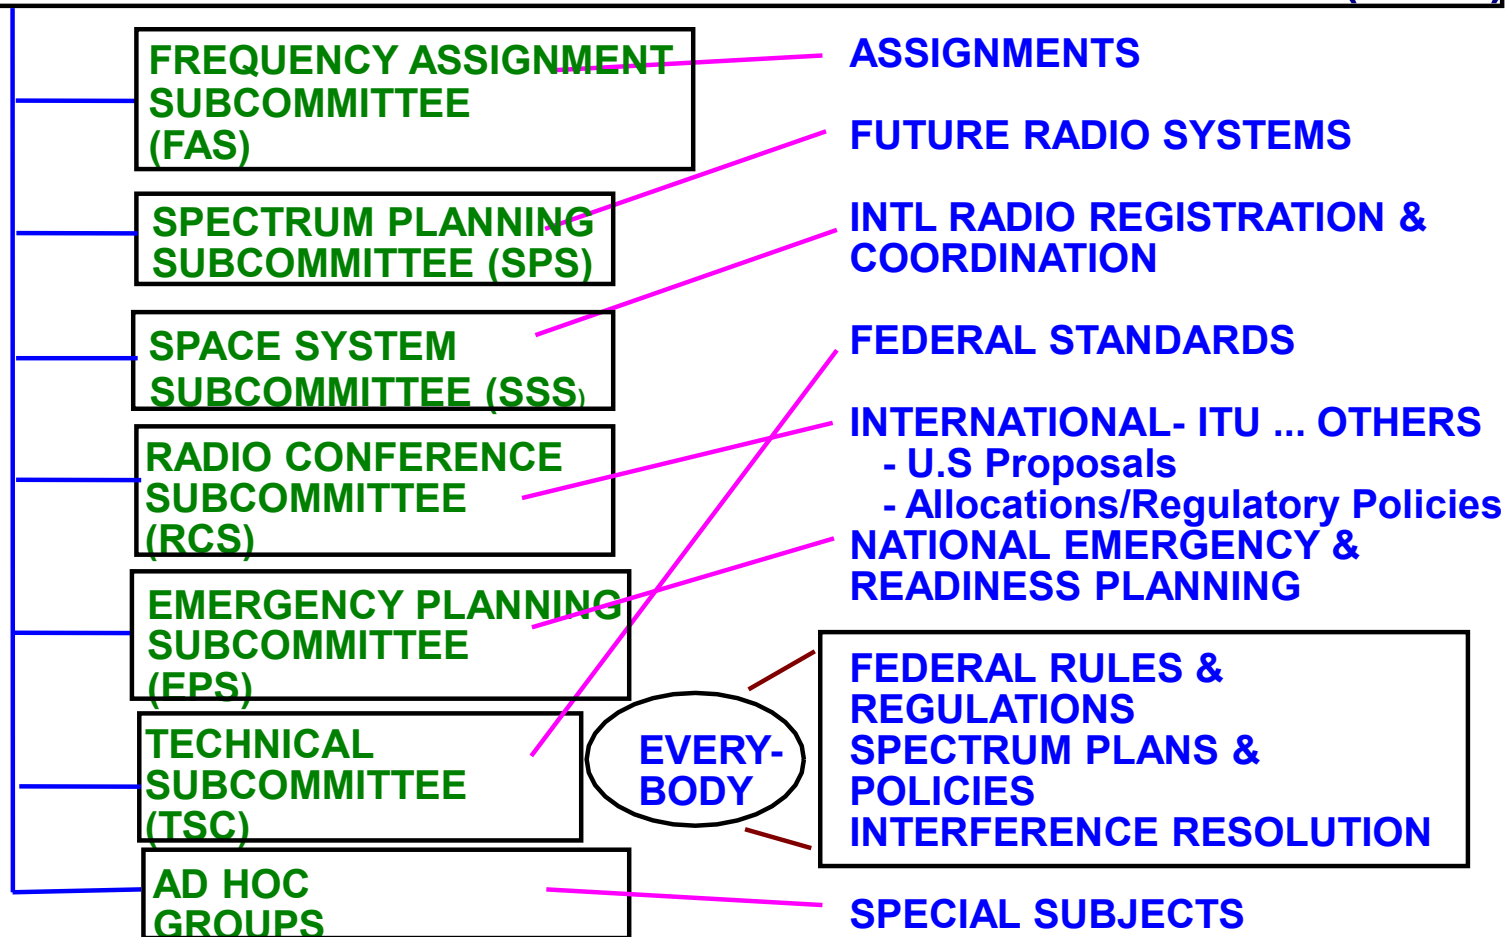 FREQUENCY ASSIGNMENT
SUBCOMMITTEE
(FAS)
ASSIGNMENTS
SPECTRUM PLANNING
SUBCOMMITTEE (SPS)
FUTURE RADIO SYSTEMS
SPACE SYSTEM
SUBCOMMITTEE (SSS)
INTL RADIO REGISTRATION &
COORDINATION
RADIO CONFERENCE
SUBCOMMITTEE
(RCS)
FEDERAL STANDARDS
INTERNATIONAL- ITU ... OTHERS
- U.S Proposals
- Allocations/Regulatory Policies
EMERGENCY PLANNING
SUBCOMMITTEE
(EPS)
NATIONAL EMERGENCY &
READINESS PLANNING
TECHNICAL
SUBCOMMITTEE
(TSC)
EVERY-
BODY
FEDERAL RULES &
REGULATIONS
SPECTRUM PLANS &
POLICIES
INTERFERENCE RESOLUTION
AD HOC
GROUPS
SPECIAL SUBJECTS